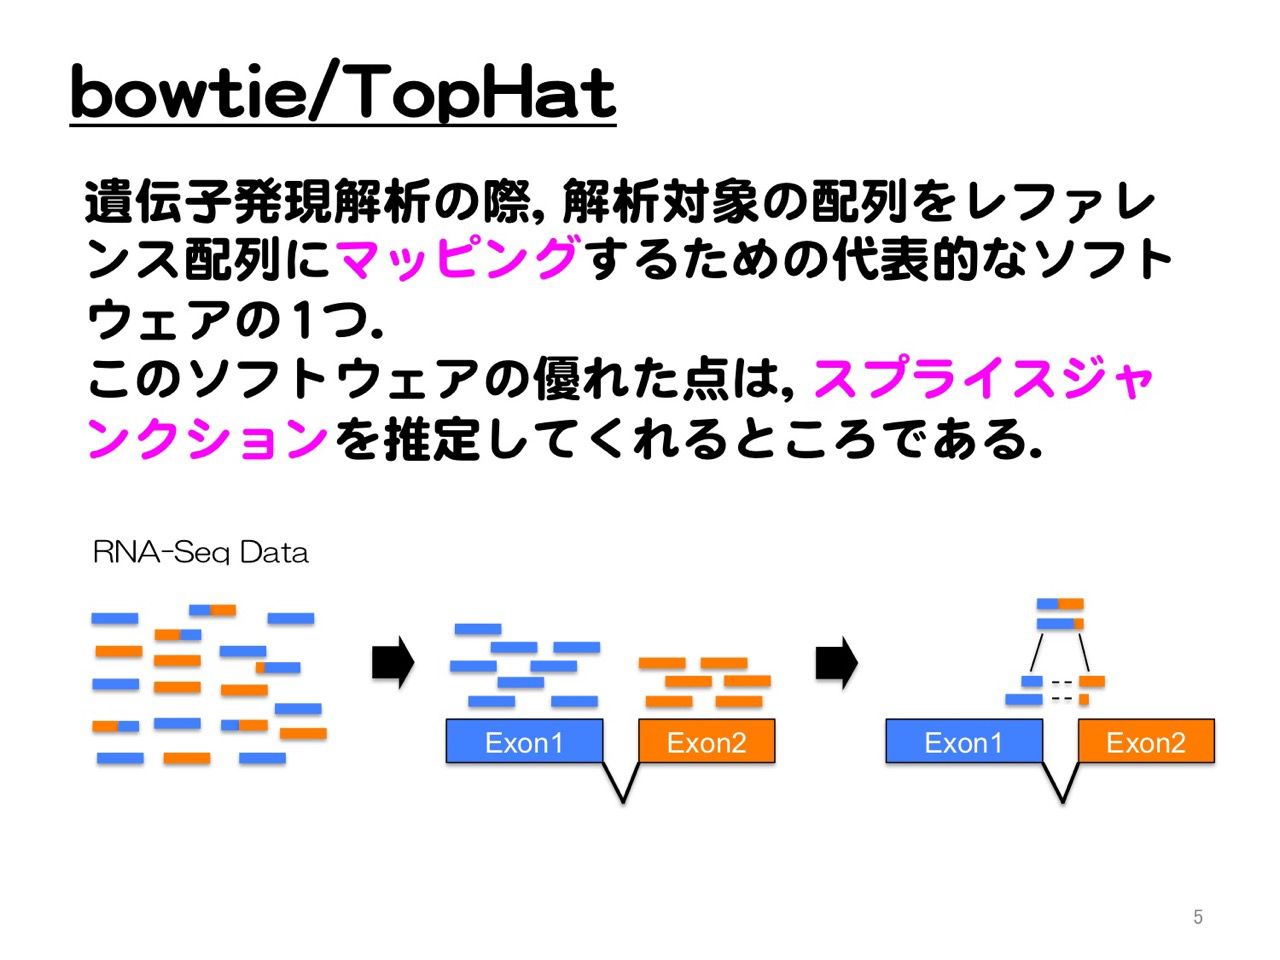 bowtie/TopHat
遺伝子発現解析の際, 解析対象の配列をレファレ
ンス配列にマッピングするための代表的なソフト
ウェアの1つ.
このソフトウェアの優れた点は, スプライスジャ
ンクションを推定してくれるところである.
RNA-Seq Data
Exon1 Exon2 Exon1 Exon2
5